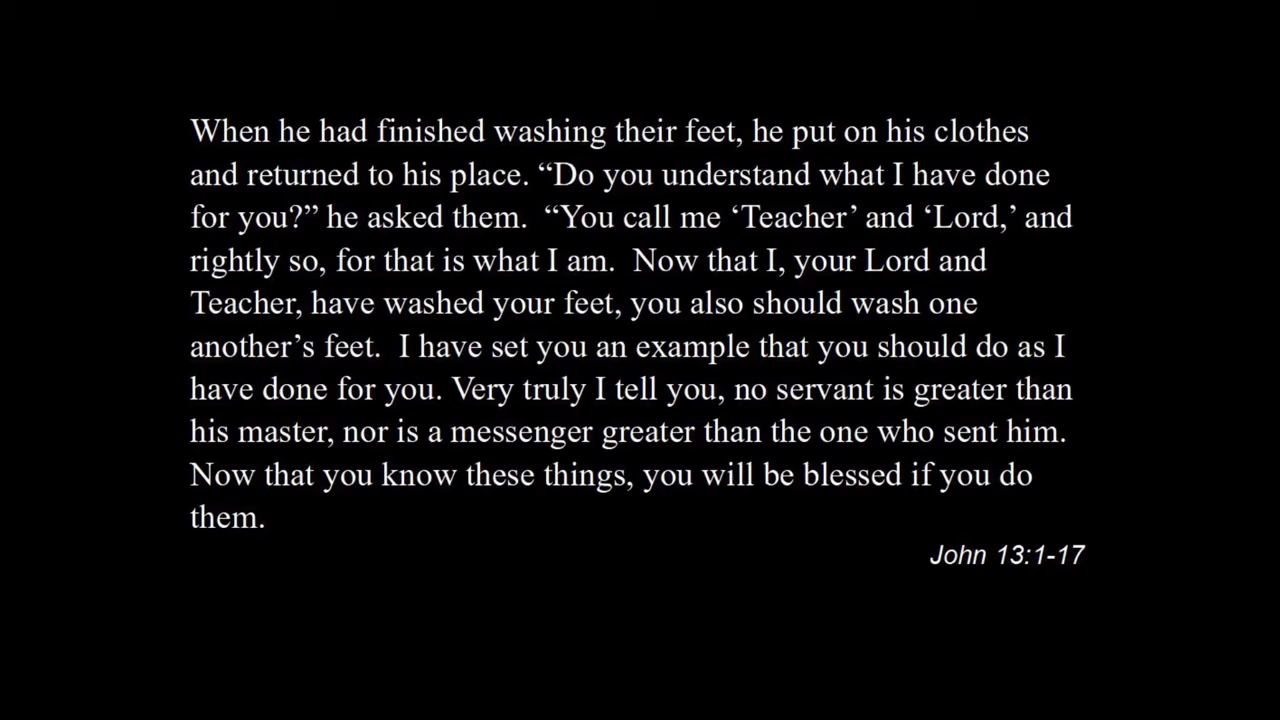 When he had finished washing their feet, he put on his clothes
and returned to his place. “Do you understand what I have done
for you?” he asked them.  “You call me ‘Teacher’ and ‘Lord,’ and
rightly so, for that is what I am.  Now that I, your Lord and
Teacher, have washed your feet, you also should wash one
another’s feet.  I have set you an example that you should do as I
have done for you. Very truly I tell you, no servant is greater than
his master, nor is a messenger greater than the one who sent him.
Now that you know these things, you will be blessed if you do
them.
John 13:1-17